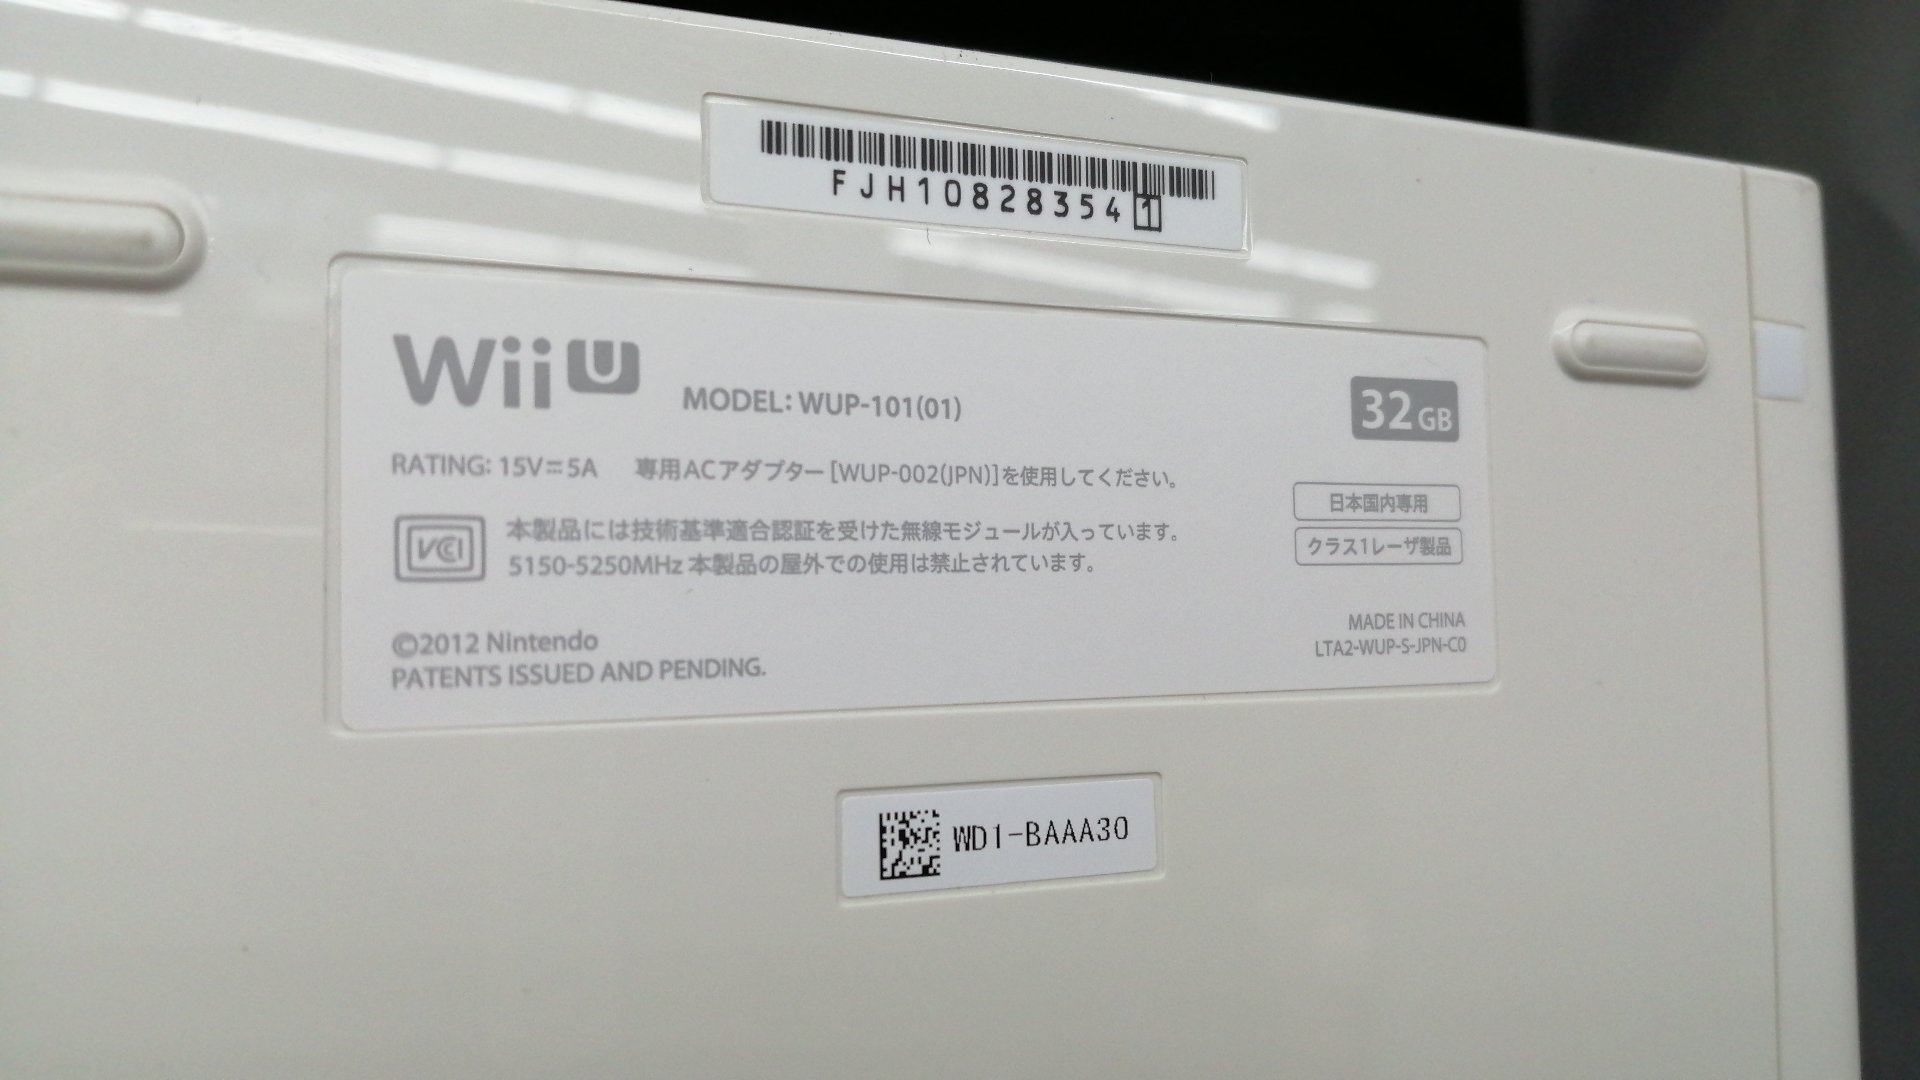 FJH108283541
Wii U
MODEL: WUP-101(01)
32GB
RATING: 15V⎓5A 専用ACアダプター[WUP-002(JPN)]を使用してください。
日本国内専用
VCI
本製品には技術基準適合認証を受けた無線モジュールが入っています。
クラス1レーザ製品
5150-5250MHz 本製品の屋外での使用は禁止されています。
©2012 Nintendo
MADE IN CHINA
PATENTS ISSUED AND PENDING.
LTA2-WUP-S-JPN-C0
WD1-BAAA30